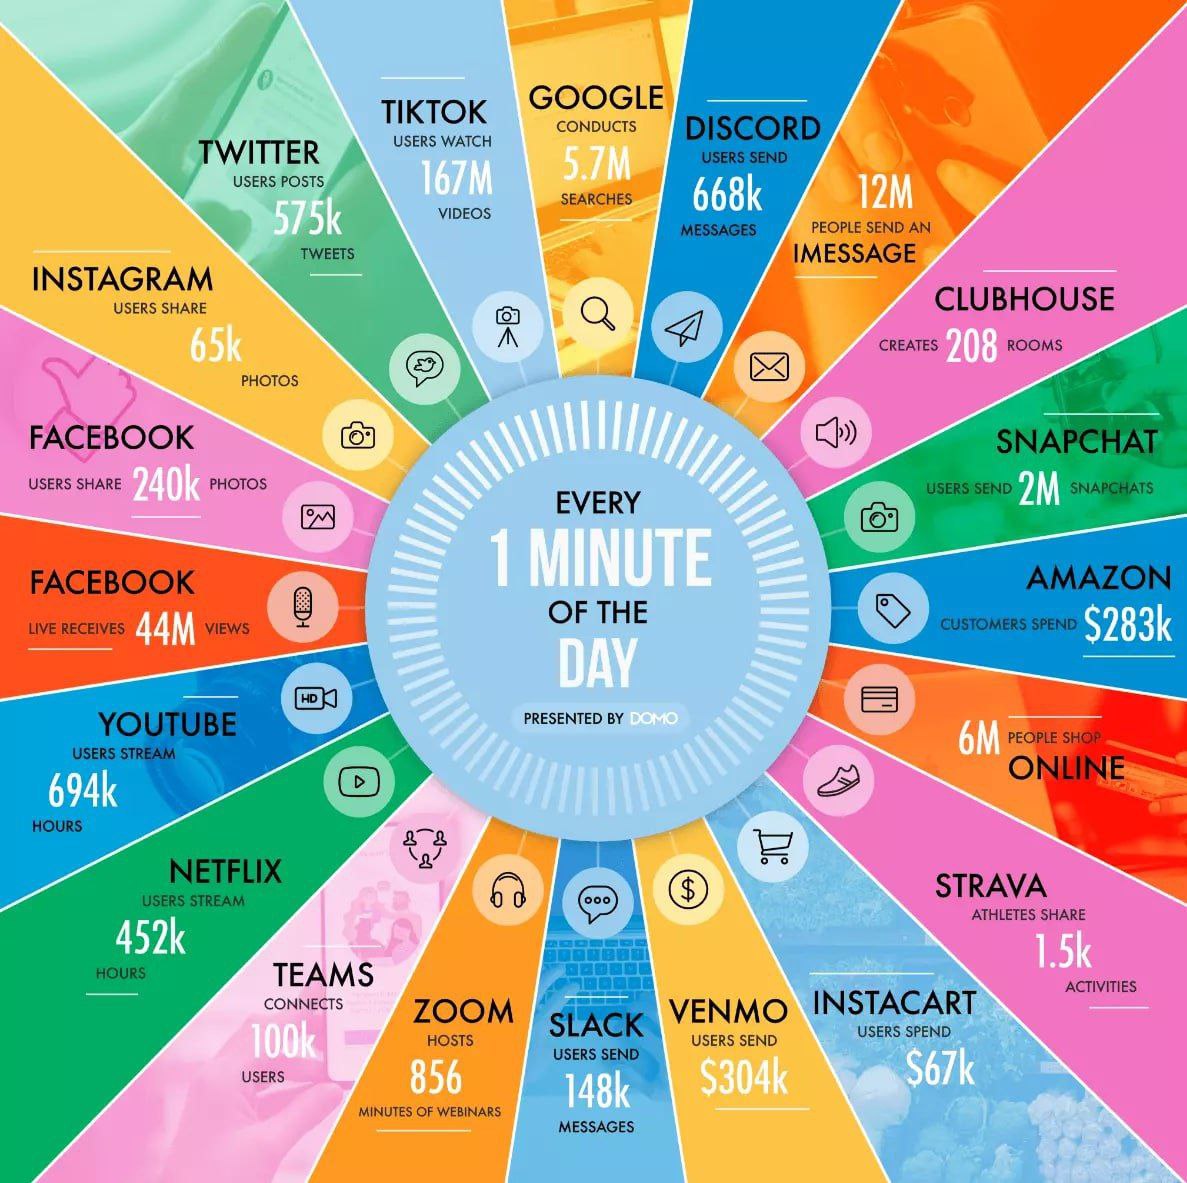 EVERY
1 MINUTE
OF THE
DAY
PRESENTED BY DOMO
GOOGLE
CONDUCTS
5.7M
SEARCHES
DISCORD
USERS SEND
668k
MESSAGES
12M
PEOPLE SEND AN
IMESSAGE
CLUBHOUSE
CREATES 208 ROOMS
SNAPCHAT
USERS SEND 2M SNAPCHATS
AMAZON
CUSTOMERS SPEND $283k
6M PEOPLE SHOP
ONLINE
STRAVA
ATHLETES SHARE
1.5k
ACTIVITIES
INSTACART
USERS SPEND
$67k
VENMO
USERS SEND
$304k
SLACK
USERS SEND
148k
MESSAGES
ZOOM
HOSTS
856
MINUTES OF WEBINARS
TEAMS
CONNECTS
100k
USERS
NETFLIX
USERS STREAM
452k
HOURS
YOUTUBE
USERS STREAM
694k
HOURS
HD
FACEBOOK
LIVE RECEIVES 44M VIEWS
FACEBOOK
USERS SHARE 240k PHOTOS
INSTAGRAM
USERS SHARE
65k
PHOTOS
TWITTER
USERS POSTS
575k
TWEETS
TIKTOK
USERS WATCH
167M
VIDEOS